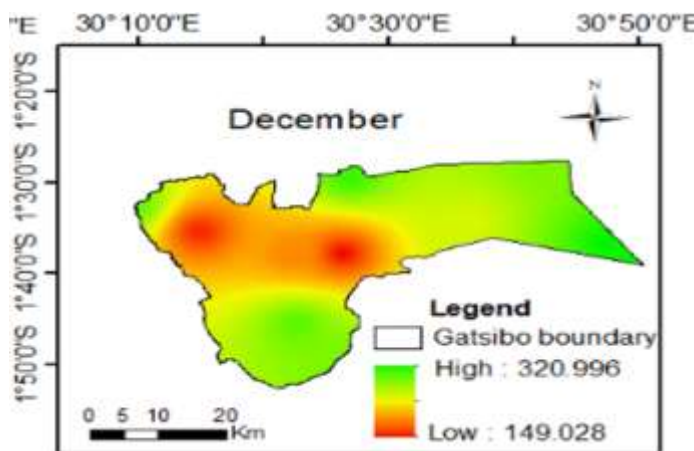 'E 30°10'0"E 30°30'0"E 30°50'0"E
1°20'0"S
1°30'0"S
1°40'0"S
1°50'0"S
N
December
Legend
Gatsibo boundary
High : 320.996
Low : 149.028
0 5 10 20
Km